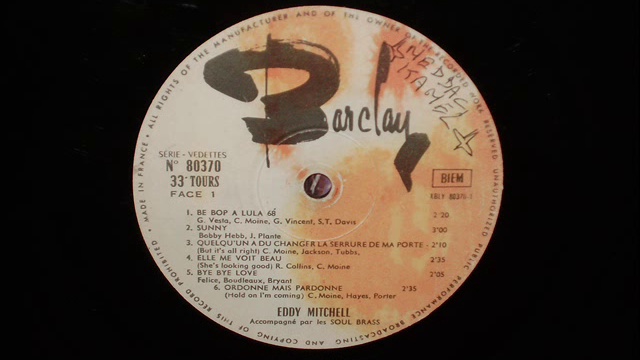 • MADE IN FRANCE • ALL RIGHTS OF THE MANUFACTURER AND OF THE OWNER OF THE RECORDED WORK RESERVED UNAUTHORIZED PUBLIC PERFORMANCE BROADCASTING AND COPYING OF THIS RECORD PROHIBITED
Barclay
SÉRIE - VEDETTES
N° 80370
33 TOURS
FACE 1
BIEM
1. BE BOP A LULA 68 2'20
G. Vesta, C. Moine, G. Vincent, S.T. Davis
2. SUNNY 3'00
Bobby Hebb, J. Plante
3. QUELQU'UN A DU CHANGER LA SERRURE DE MA PORTE - 2'10
(But it's all right) C. Moine, Jackson, Tubbs,
4. ELLE ME VOIT BEAU 2'35
(She's looking good) R. Collins, C. Moine
5. BYE BYE LOVE 2'05
Felice, Boudleaux, Bryant
6. ORDONNE MAIS PARDONNE 2'35
(Hold on I'm coming) C. Moine, Hayes, Porter
EDDY MITCHELL
Accompagné par les SOUL BRASS